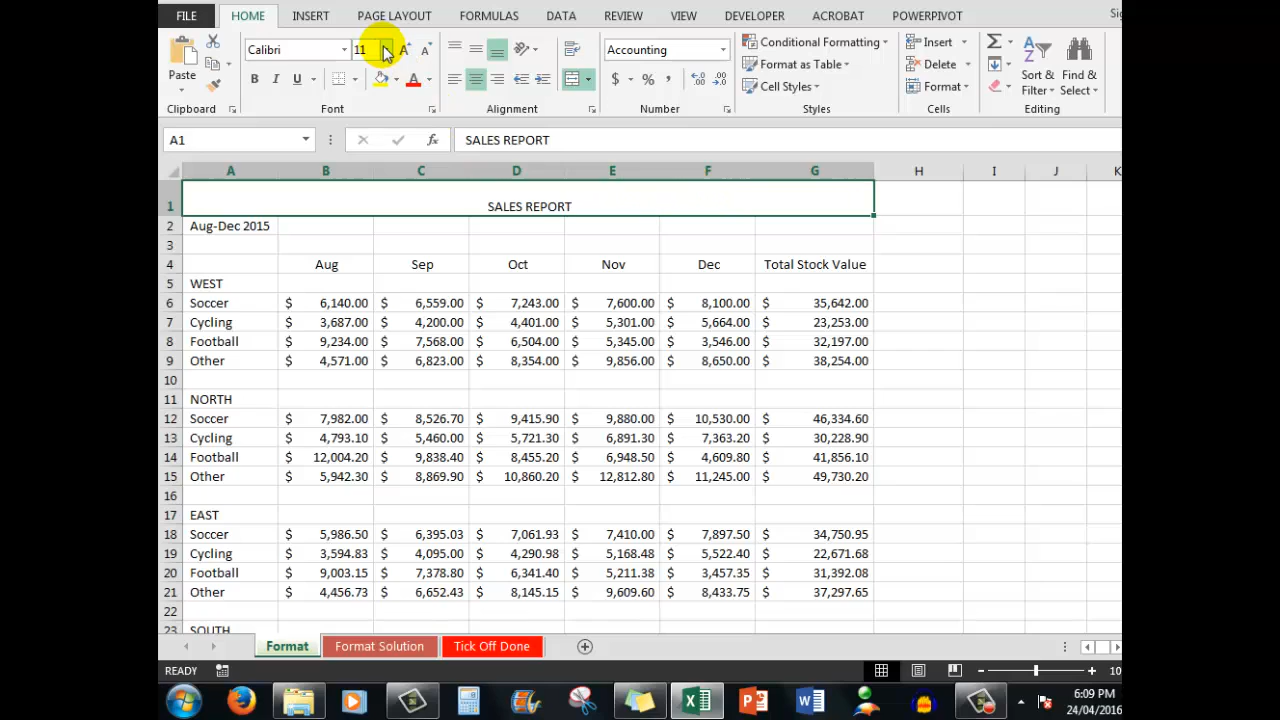 FILE HOME INSERT PAGE LAYOUT FORMULAS DATA REVIEW VIEW DEVELOPER ACROBAT POWERPIVOT
Calibri 11 Accounting Conditional Formatting Insert
Paste Format as Table Delete Sort & Find &
B I U A $ % , Cell Styles Format Filter Select
Clipboard Font Alignment Number Styles Cells Editing
A1 fx SALES REPORT
A B C D E F G H I J K
1 SALES REPORT
2 Aug-Dec 2015
3
4 Aug Sep Oct Nov Dec Total Stock Value
5 WEST
6 Soccer $ 6,140.00 $ 6,559.00 $ 7,243.00 $ 7,600.00 $ 8,100.00 $ 35,642.00
7 Cycling $ 3,687.00 $ 4,200.00 $ 4,401.00 $ 5,301.00 $ 5,664.00 $ 23,253.00
8 Football $ 9,234.00 $ 7,568.00 $ 6,504.00 $ 5,345.00 $ 3,546.00 $ 32,197.00
9 Other $ 4,571.00 $ 6,823.00 $ 8,354.00 $ 9,856.00 $ 8,650.00 $ 38,254.00
10
11 NORTH
12 Soccer $ 7,982.00 $ 8,526.70 $ 9,415.90 $ 9,880.00 $ 10,530.00 $ 46,334.60
13 Cycling $ 4,793.10 $ 5,460.00 $ 5,721.30 $ 6,891.30 $ 7,363.20 $ 30,228.90
14 Football $ 12,004.20 $ 9,838.40 $ 8,455.20 $ 6,948.50 $ 4,609.80 $ 41,856.10
15 Other $ 5,942.30 $ 8,869.90 $ 10,860.20 $ 12,812.80 $ 11,245.00 $ 49,730.20
16
17 EAST
18 Soccer $ 5,986.50 $ 6,395.03 $ 7,061.93 $ 7,410.00 $ 7,897.50 $ 34,750.95
19 Cycling $ 3,594.83 $ 4,095.00 $ 4,290.98 $ 5,168.48 $ 5,522.40 $ 22,671.68
20 Football $ 9,003.15 $ 7,378.80 $ 6,341.40 $ 5,211.38 $ 3,457.35 $ 31,392.08
21 Other $ 4,456.73 $ 6,652.43 $ 8,145.15 $ 9,609.60 $ 8,433.75 $ 37,297.65
22
23 SOUTH
Format Format Solution Tick Off Done
READY 10
6:09 PM
24/04/2016